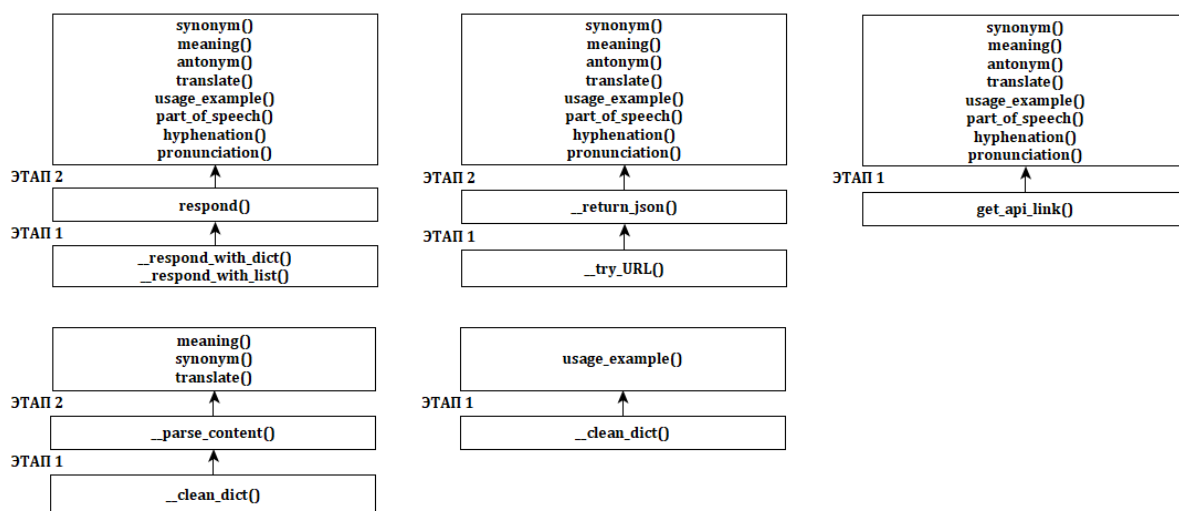 synonym()
meaning()
antonym()
translate()
usage_example()
part_of_speech()
hyphenation()
pronunciation()
ЭТАП 2
respond()
ЭТАП 1
__respond_with_dict()
__respond_with_list()
synonym()
meaning()
antonym()
translate()
usage_example()
part_of_speech()
hyphenation()
pronunciation()
ЭТАП 2
__return_json()
ЭТАП 1
__try_URL()
synonym()
meaning()
antonym()
translate()
usage_example()
part_of_speech()
hyphenation()
pronunciation()
ЭТАП 1
get_api_link()
meaning()
synonym()
translate()
ЭТАП 2
__parse_content()
ЭТАП 1
__clean_dict()
usage_example()
ЭТАП 1
__clean_dict()